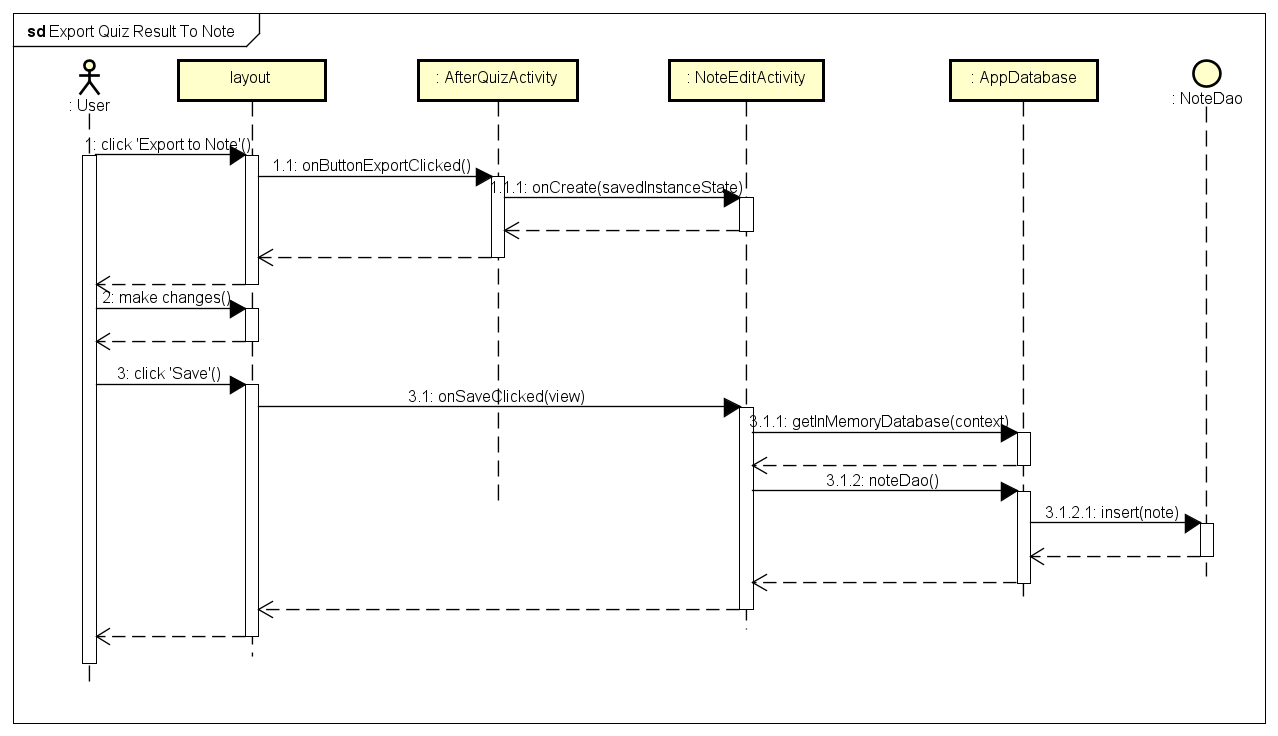 sd Export Quiz Result To Note
: User
layout
: AfterQuizActivity
: NoteEditActivity
: AppDatabase
: NoteDao
1: click 'Export to Note'()
1.1: onButtonExportClicked()
1.1.1: onCreate(savedInstanceState)
2: make changes()
3: click 'Save'()
3.1: onSaveClicked(view)
3.1.1: getInMemoryDatabase(context)
3.1.2: noteDao()
3.1.2.1: insert(note)